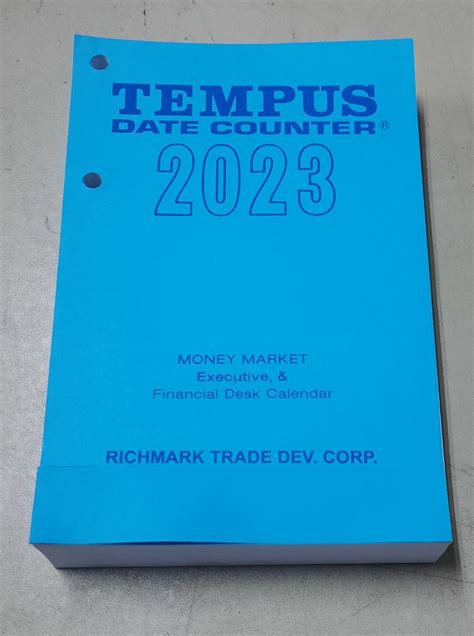 TEMPUS
DATE COUNTER®
2023
MONEY MARKET
Executive, &
Financial Desk Calendar
RICHMARK TRADE DEV. CORP.